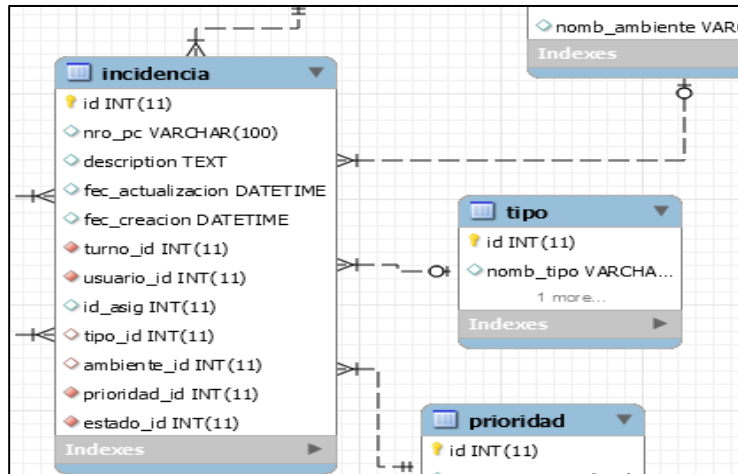 nomb_ambiente VAR
Indexes
incidencia
id INT(11)
nro_pc VARCHAR(100)
description TEXT
fec_actualizacion DATETIME
fec_creacion DATETIME
turno_id INT(11)
usuario_id INT(11)
id_asig INT(11)
tipo_id INT(11)
ambiente_id INT(11)
prioridad_id INT(11)
estado_id INT(11)
Indexes
tipo
id INT(11)
nomb_tipo VARCHA...
1 more...
Indexes
prioridad
id INT(11)